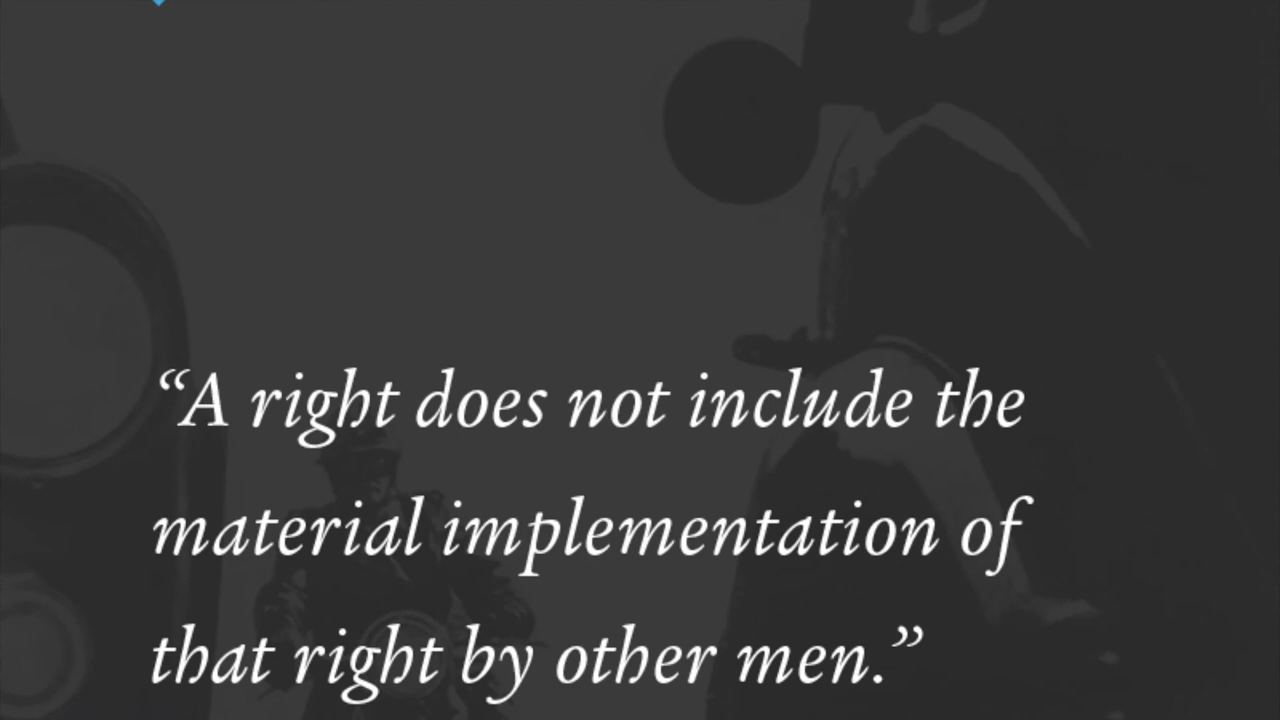 “A right does not include the
material implementation of
that right by other men.”